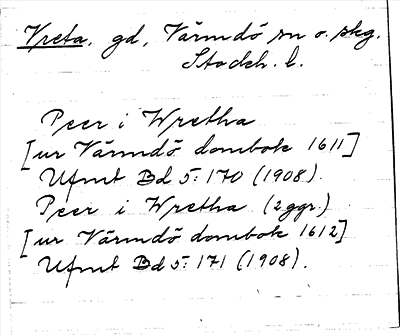 Vreta, gd, Värmdö sn o. skg.
Stockh. l.
Peer i Wretha
[ur Värmdö dombok 1611]
Ufmt Bd 5:170 (1908).
Peer i Wretha (2ggr.)
[ur Värmdö dombok 1612]
Ufmt Bd 5:171 (1908).